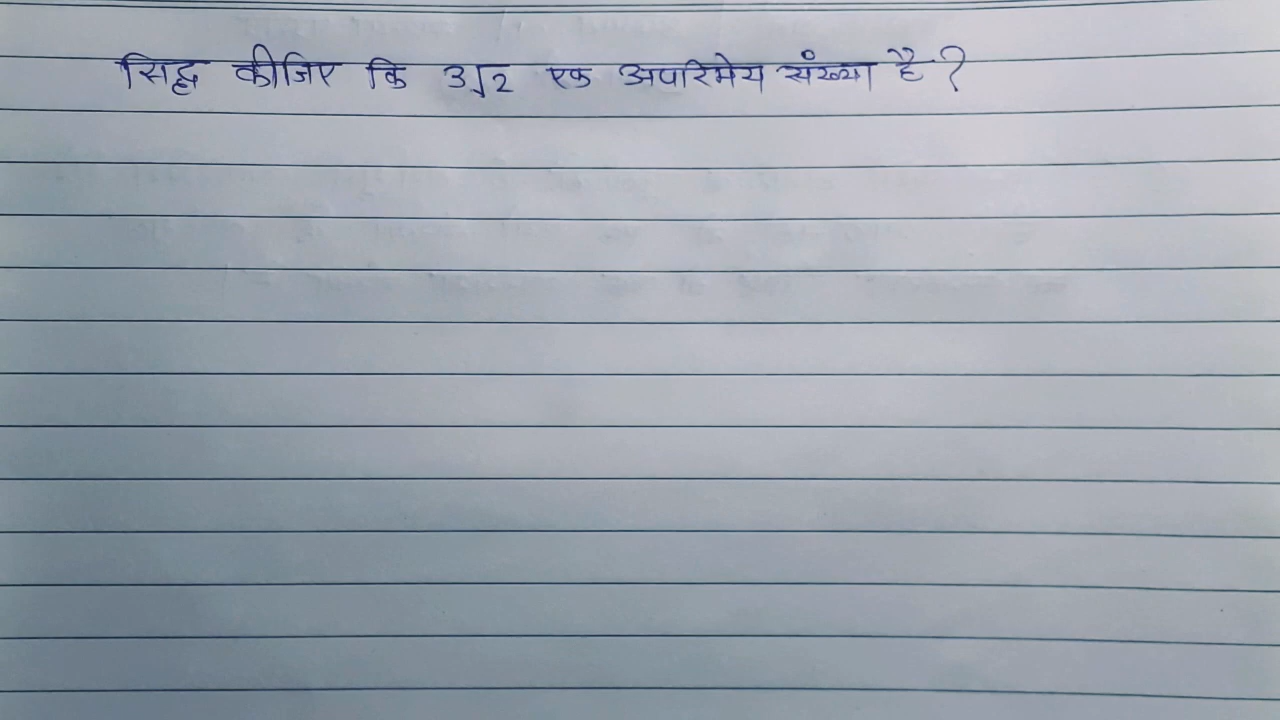 सिद्ध कीजिए कि 3√2 एक अपरिमेय संख्या है ?